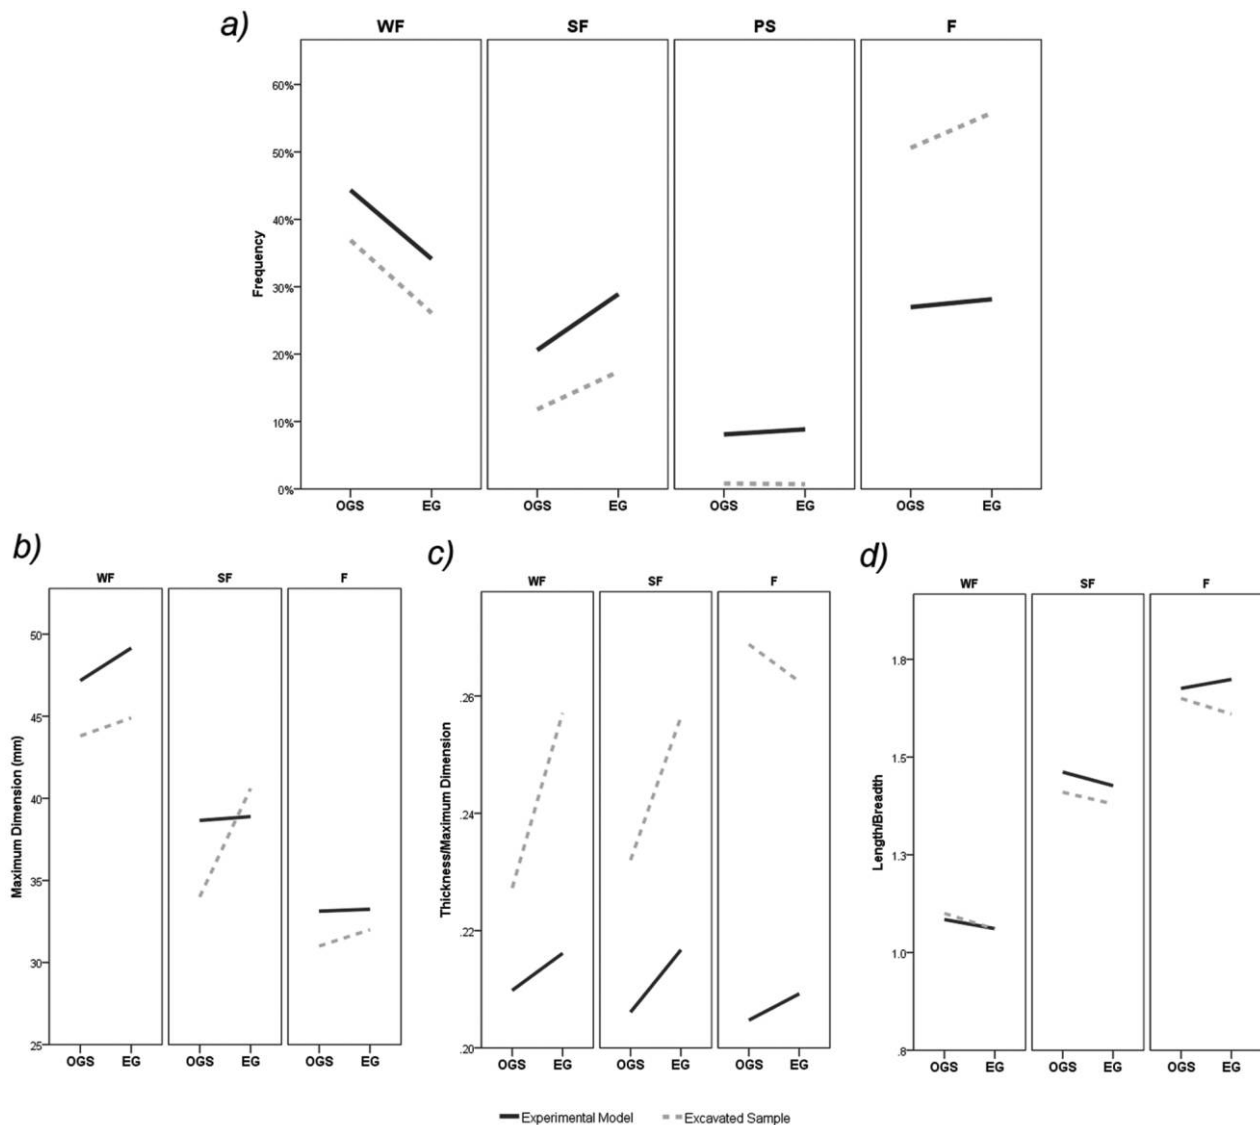 a)
WF SF PS F
Frequency
60%
50%
40%
30%
20%
10%
0%
OGS EG OGS EG OGS EG OGS EG
b)
WF SF F
Maximum Dimension (mm)
50
45
40
35
30
25
OGS EG OGS EG OGS EG
c)
WF SF F
Thickness/Maximum Dimension
.26
.24
.22
.20
OGS EG OGS EG OGS EG
d)
WF SF F
Length/Breadth
1.8
1.5
1.3
1.0
.8
OGS EG OGS EG OGS EG
Experimental Model Excavated Sample